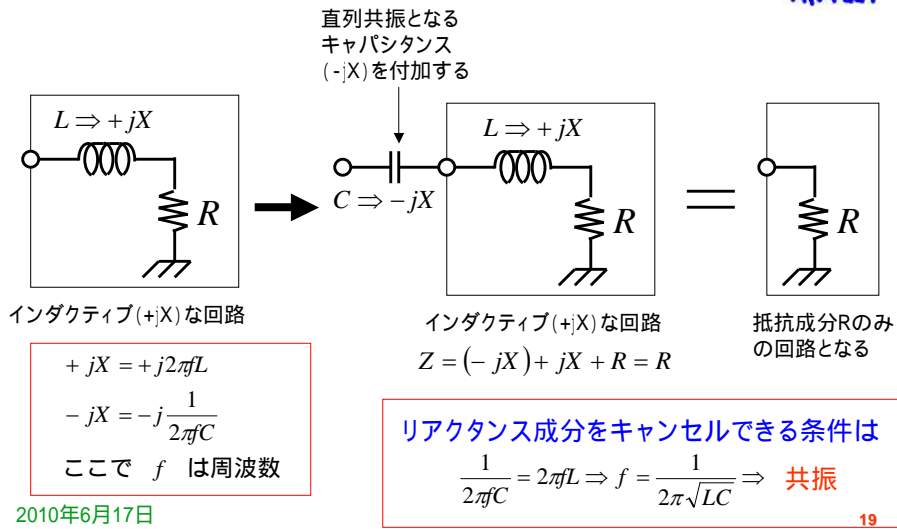 直列共振となる
キャパシタンス
(-jX)を付加する
L ⇒ + jX
R
C ⇒ − jX
L ⇒ + jX
R
=
R
インダクティブ(+jX)な回路
インダクティブ(+jX)な回路
Z = (− jX) + jX + R = R
抵抗成分Rのみ
の回路となる
+ jX = + j2πfL
− jX = − j 1/(2πfC)
ここで f は周波数
リアクタンス成分をキャンセルできる条件は
1/(2πfC) = 2πfL ⇒ f = 1/(2π√LC) ⇒ 共振
2010年6月17日
19